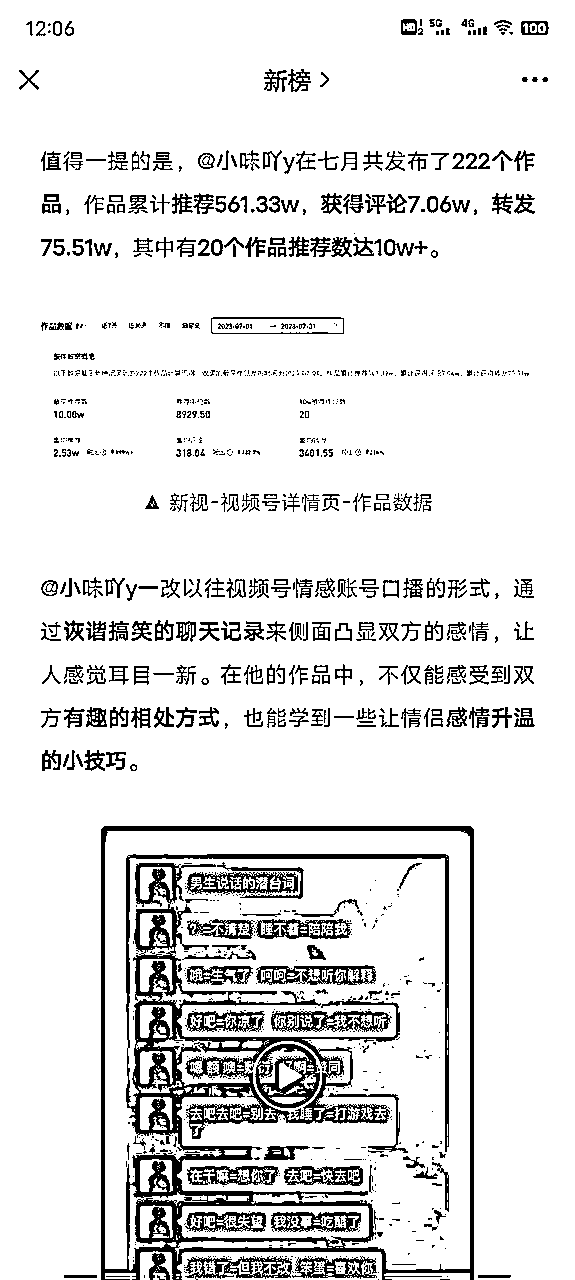 12:06
HD 5G 4G 100
新榜
值得一提的是，@小味吖y在七月共发布了222个作
品，作品累计推荐561.33w，获得评论7.06w，转发
75.51w，其中有20个作品推荐数达10w+。
作品数据 2023-07-01 → 2023-07-31
10.06w 8929.50 20
2.53w 318.04 3401.55
▲ 新视-视频号详情页-作品数据
@小味吖y一改以往视频号情感账号口播的形式，通
过诙谐搞笑的聊天记录来侧面凸显双方的感情，让
人感觉耳目一新。在他的作品中，不仅能感受到双
方有趣的相处方式，也能学到一些让情侣感情升温
的小技巧。
男生说话的潜台词
？=不清楚 睡不着=陪陪我
哦=生气了 呵呵=不想听你解释
好吧=你流了 你别说了=我不想听
去吧去吧=别去 我睡了=打游戏去
了
在干嘛=想你了 去吧=快去吧
好吧=很失望 我没事=吃醋了
我错了=但我不改 笨蛋=喜欢你